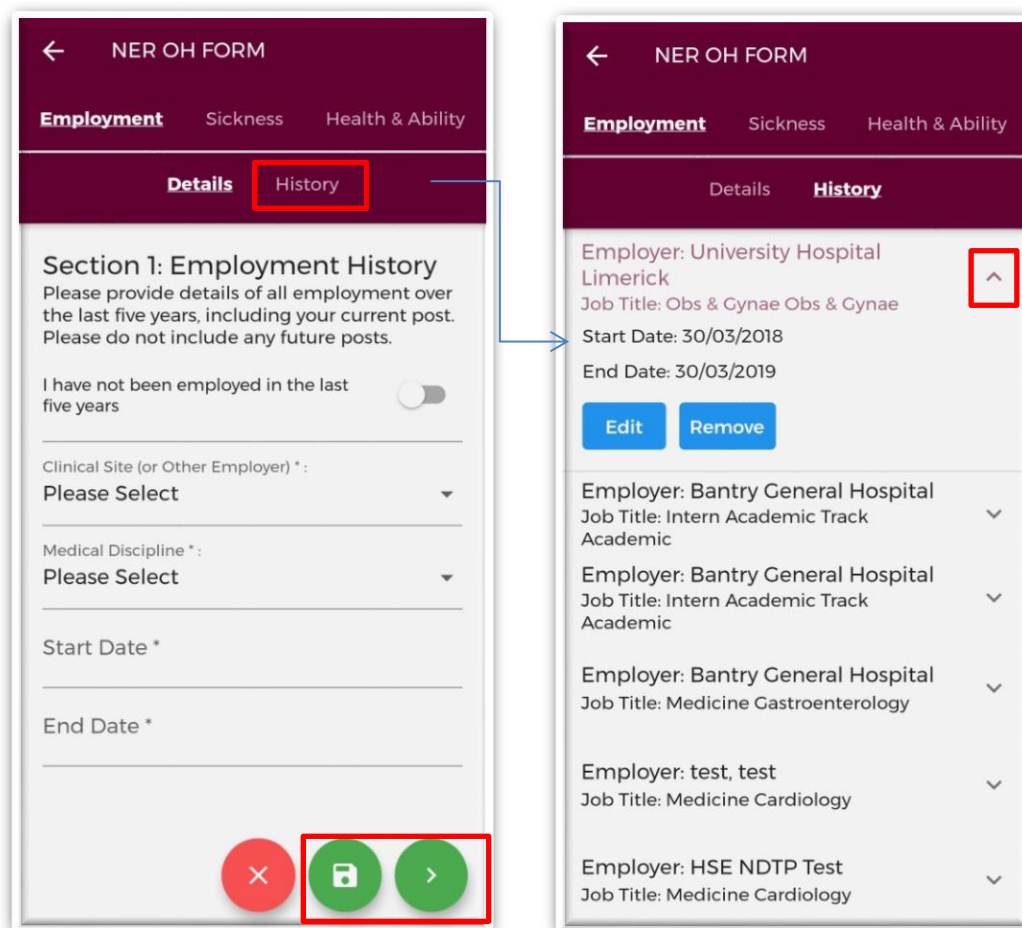 NER OH FORM
Employment Sickness Health & Ability
Details History
Section 1: Employment History
Please provide details of all employment over
the last five years, including your current post.
Please do not include any future posts.
I have not been employed in the last
five years
Clinical Site (or Other Employer) * :
Please Select
Medical Discipline * :
Please Select
Start Date *
End Date *
NER OH FORM
Employment Sickness Health & Ability
Details History
Employer: University Hospital
Limerick
Job Title: Obs & Gynae Obs & Gynae
Start Date: 30/03/2018
End Date: 30/03/2019
Edit Remove
Employer: Bantry General Hospital
Job Title: Intern Academic Track
Academic
Employer: Bantry General Hospital
Job Title: Intern Academic Track
Academic
Employer: Bantry General Hospital
Job Title: Medicine Gastroenterology
Employer: test, test
Job Title: Medicine Cardiology
Employer: HSE NDTP Test
Job Title: Medicine Cardiology